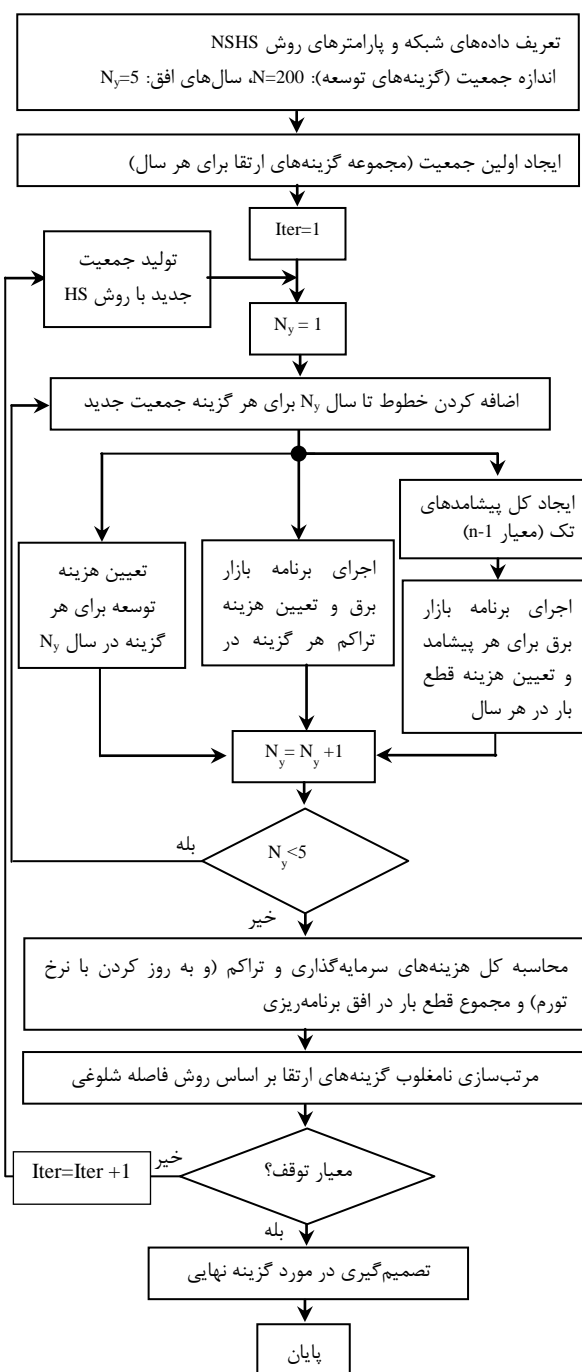 تعریف داده‌های شبکه و پارامترهای روش NSHS
اندازه جمعیت (گزینه‌های توسعه): N=200، سال‌های افق: Ny=5
ایجاد اولین جمعیت (مجموعه گزینه‌های ارتقا برای هر سال)
Iter=1
تولید جمعیت
جدید با روش HS
Ny = 1
اضافه کردن خطوط تا سال Ny برای هر گزینه جمعیت جدید
ایجاد کل پیشامدهای
تک (معیار n-1)
اجرای برنامه بازار
برق برای هر پیشامد
و تعیین هزینه قطع
بار در هر سال
اجرای برنامه بازار
برق و تعیین هزینه
تراکم هر گزینه در
تعیین هزینه
توسعه برای هر
گزینه در سال Ny
Ny= Ny +1
Ny<5
بله
خیر
محاسبه کل هزینه‌های سرمایه‌گذاری و تراکم (و به روز کردن با نرخ
تورم) و مجموع قطع بار در افق برنامه‌ریزی
مرتب‌سازی نامغلوب گزینه‌های ارتقا بر اساس روش فاصله شلوغی
معیار توقف؟
خیر
Iter=Iter +1
بله
تصمیم‌گیری در مورد گزینه نهایی
پایان